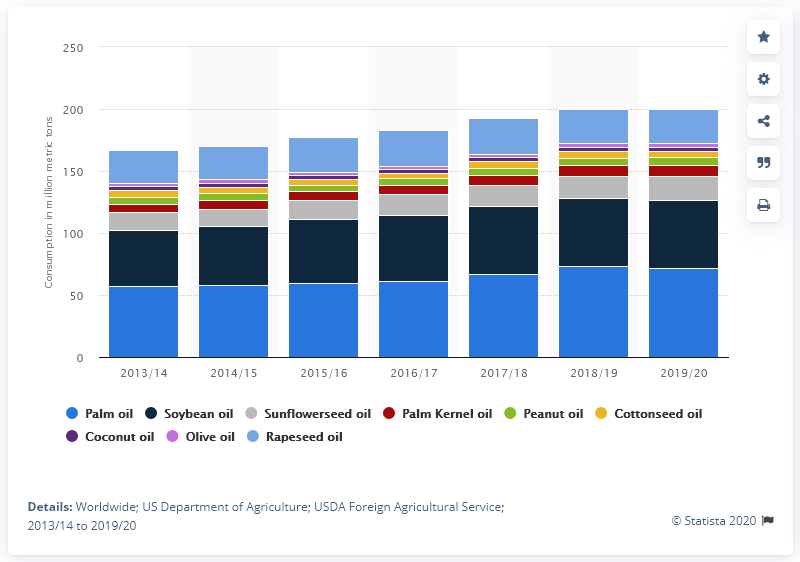 250
200
150
100
50
0
Consumption in million metric tons
2013/14 2014/15 2015/16 2016/17 2017/18 2018/19 2019/20
Palm oil Soybean oil Sunflowerseed oil Palm Kernel oil Peanut oil Cottonseed oil
Coconut oil Olive oil Rapeseed oil
Details: Worldwide; US Department of Agriculture; USDA Foreign Agricultural Service;
2013/14 to 2019/20
© Statista 2020